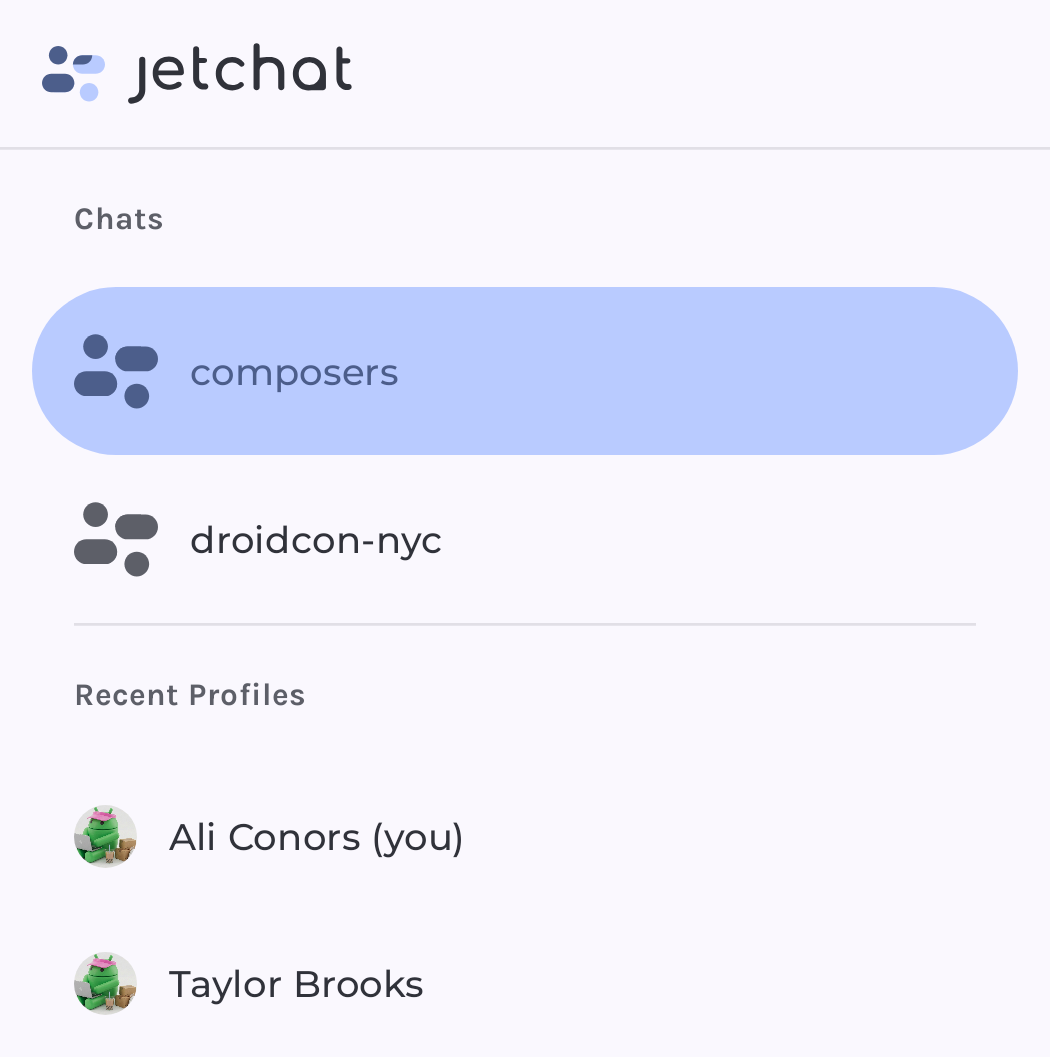 jetchat
Chats
composers
droidcon-nyc
Recent Profiles
Ali Conors (you)
Taylor Brooks